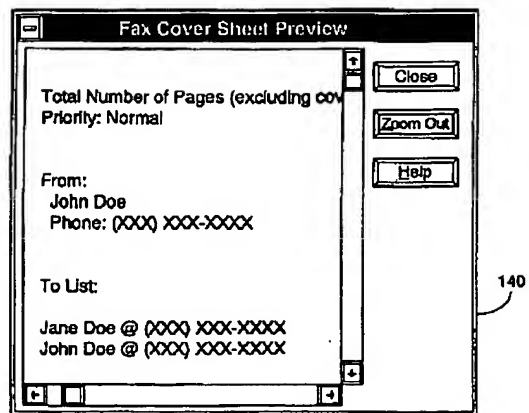 Fax Cover Sheet Preview
Total Number of Pages (excluding cov
Priority: Normal
From:
John Doe
Phone: (XXX) XXX-XXXX
To List:
Jane Doe @ (XXX) XXX-XXXX
John Doe @ (XXX) XXX-XXXX
Close
Zoom Out
Help
140